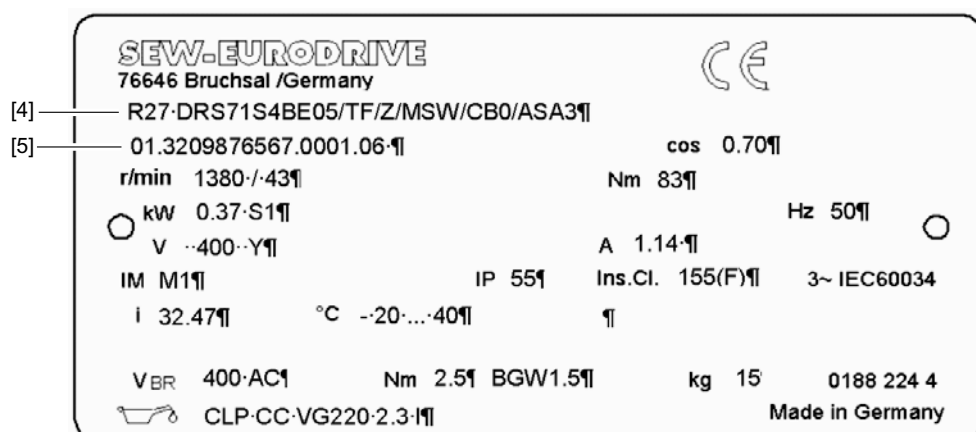 SEW-EURODRIVE
76646 Bruchsal /Germany
CE
[4] R27·DRS71S4BE05/TF/Z/MSW/CB0/ASA3¶
[5] 01.3209876567.0001.06·¶ cos 0.70¶
r/min 1380·/·43¶ Nm 83¶
kW 0.37·S1¶ Hz 50¶
V ··400··Y¶ A 1.14·¶
IM M1¶ IP 55¶ Ins.Cl. 155(F)¶ 3~ IEC60034
i 32.47¶ °C -·20·...·40¶ ¶
VBR 400·AC¶ Nm 2.5¶ BGW1.5¶ kg 15 0188 224 4
CLP·CC·VG220·2.3·l¶ Made in Germany